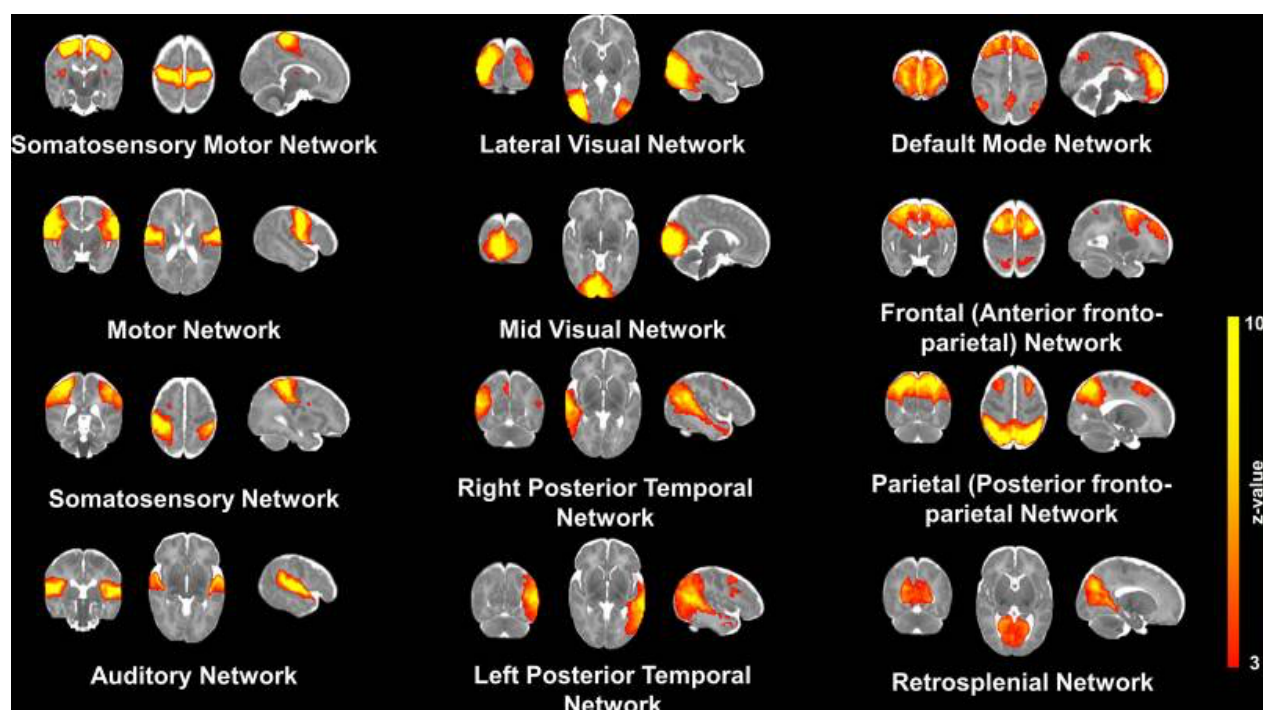 Somatosensory Motor Network
Lateral Visual Network
Default Mode Network
Motor Network
Mid Visual Network
Frontal (Anterior fronto-
parietal) Network
Somatosensory Network
Right Posterior Temporal
Network
Parietal (Posterior fronto-
parietal Network
Auditory Network
Left Posterior Temporal
Network
Retrosplenial Network
10
z-value
3